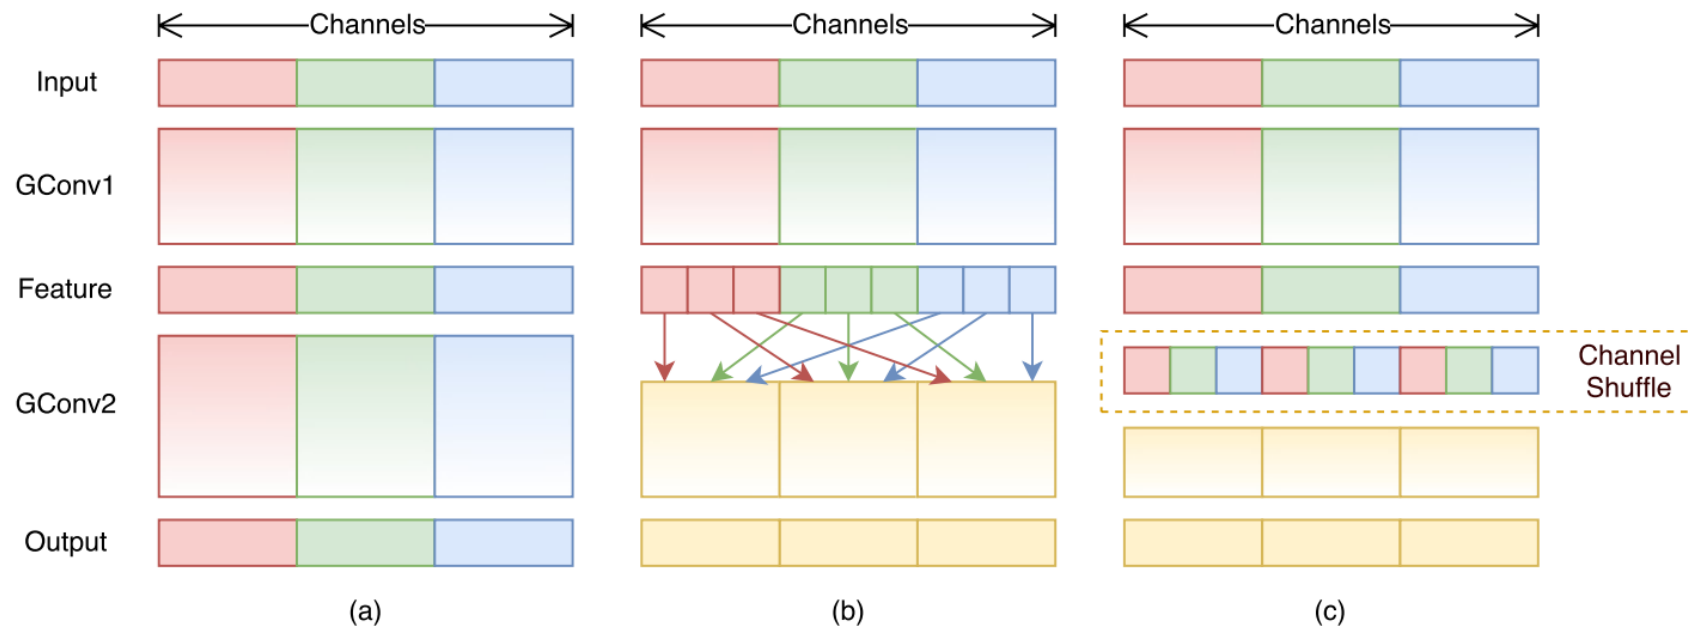 Channels
Channels
Channels
Input
GConv1
Feature
GConv2
Channel
Shuffle
Output
(a)
(b)
(c)